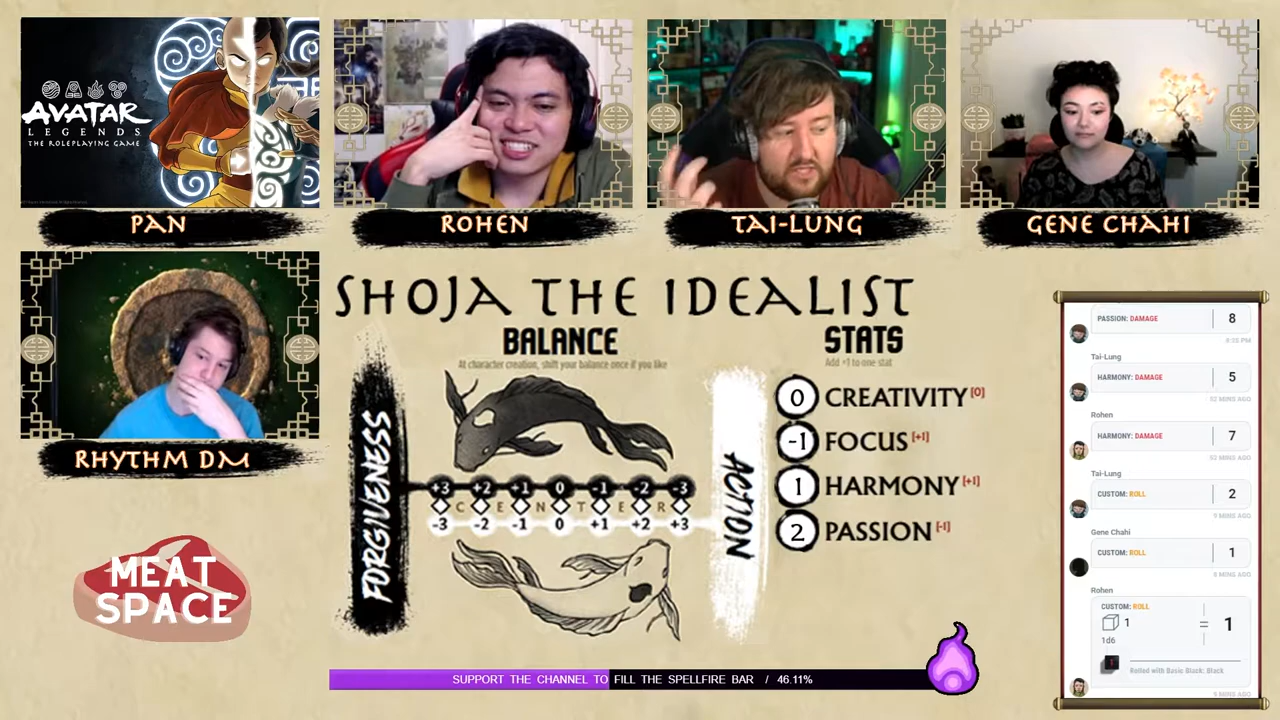 AVATAR
LEGENDS
THE ROLEPLAYING GAME
PAN
ROHEN
TAI-LUNG
GENE CHAHI
RHYTHM DM
SHOJA THE IDEALIST
BALANCE
At character creation, shift your balance once if you like
FORGIVENESS
+3 +2 +1 0 -1 -2 -3
C E N T E R
-3 -2 -1 0 +1 +2 +3
ACTION
STATS
Add +1 to one stat
0 CREATIVITY [0]
-1 FOCUS [+1]
1 HARMONY [+1]
2 PASSION [-1]
PASSION: DAMAGE 8
Tai-Lung
HARMONY: DAMAGE 5
52 MINS AGO
Rohen
HARMONY: DAMAGE 7
52 MINS AGO
Tai-Lung
CUSTOM: ROLL 2
9 MINS AGO
Gene Chahi
CUSTOM: ROLL 1
8 MINS AGO
Rohen
CUSTOM: ROLL
1 = 1
1d6
Rolled with Basic Black: Black
9 MINS AGO
MEAT
SPACE
SUPPORT THE CHANNEL TO FILL THE SPELLFIRE BAR / 46.11%